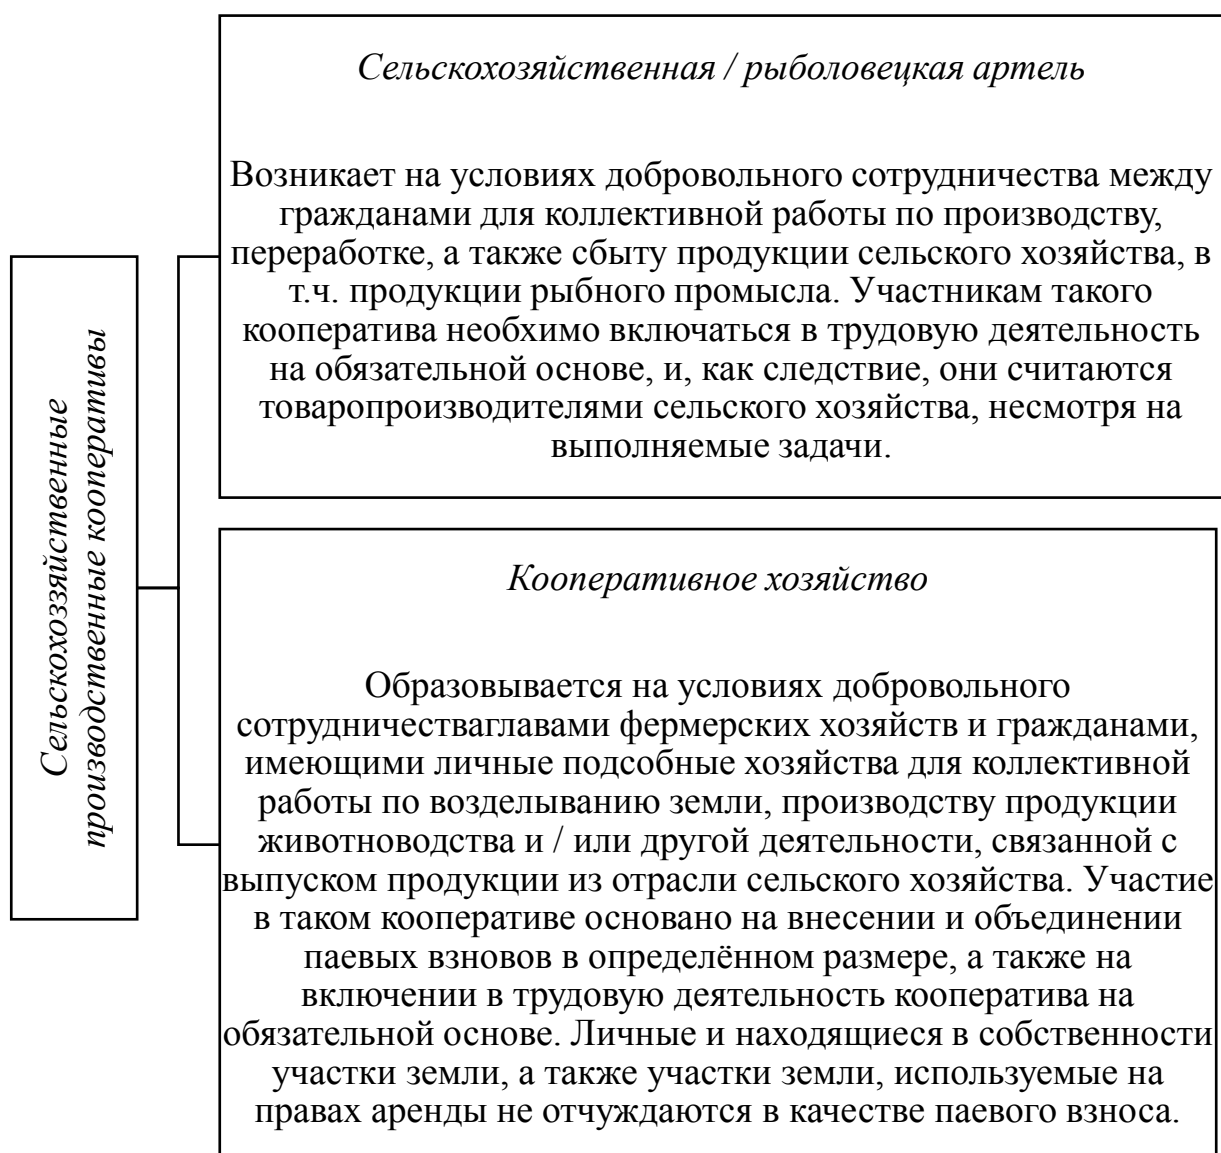 Сельскохоззяйственные
производственные кооперативы
Сельскохозяйственная / рыболовецкая артель
Возникает на условиях добровольного сотрудничества между
гражданами для коллективной работы по производству,
переработке, а также сбыту продукции сельского хозяйства, в
т.ч. продукции рыбного промысла. Участникам такого
кооператива необхимо включаться в трудовую деятельность
на обязательной основе, и, как следствие, они считаются
товаропроизводителями сельского хозяйства, несмотря на
выполняемые задачи.
Кооперативное хозяйство
Образовывается на условиях добровольного
сотрудничестваглавами фермерских хозяйств и гражданами,
имеющими личные подсобные хозяйства для коллективной
работы по возделыванию земли, производству продукции
животноводства и / или другой деятельности, связанной с
выпуском продукции из отрасли сельского хозяйства. Участие
в таком кооперативе основано на внесении и объединении
паевых взновов в определённом размере, а также на
включении в трудовую деятельность кооператива на
обязательной основе. Личные и находящиеся в собственности
участки земли, а также участки земли, используемые на
правах аренды не отчуждаются в качестве паевого взноса.